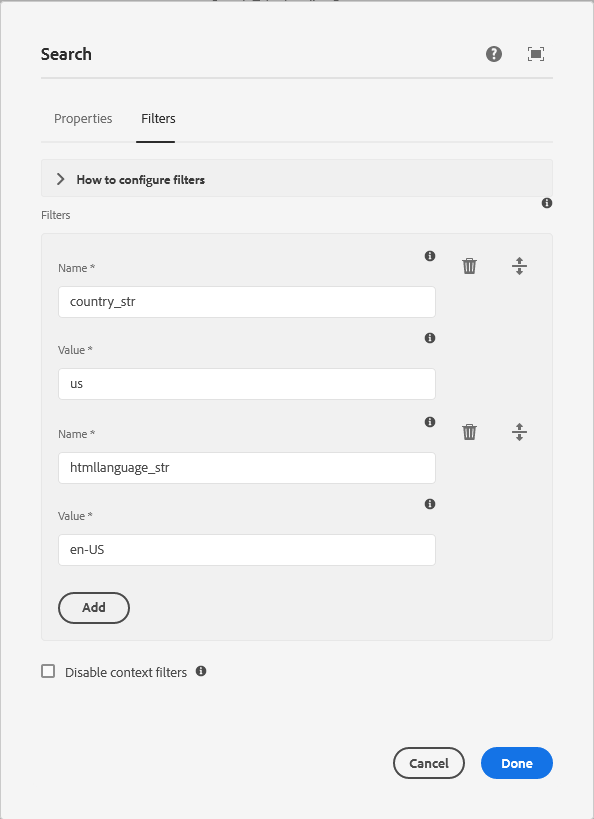 Search
Properties
Filters
How to configure filters
Filters
Name *
country_str
Value *
us
Name *
htmllanguage_str
Value *
en-US
Add
Disable context filters
Cancel
Done